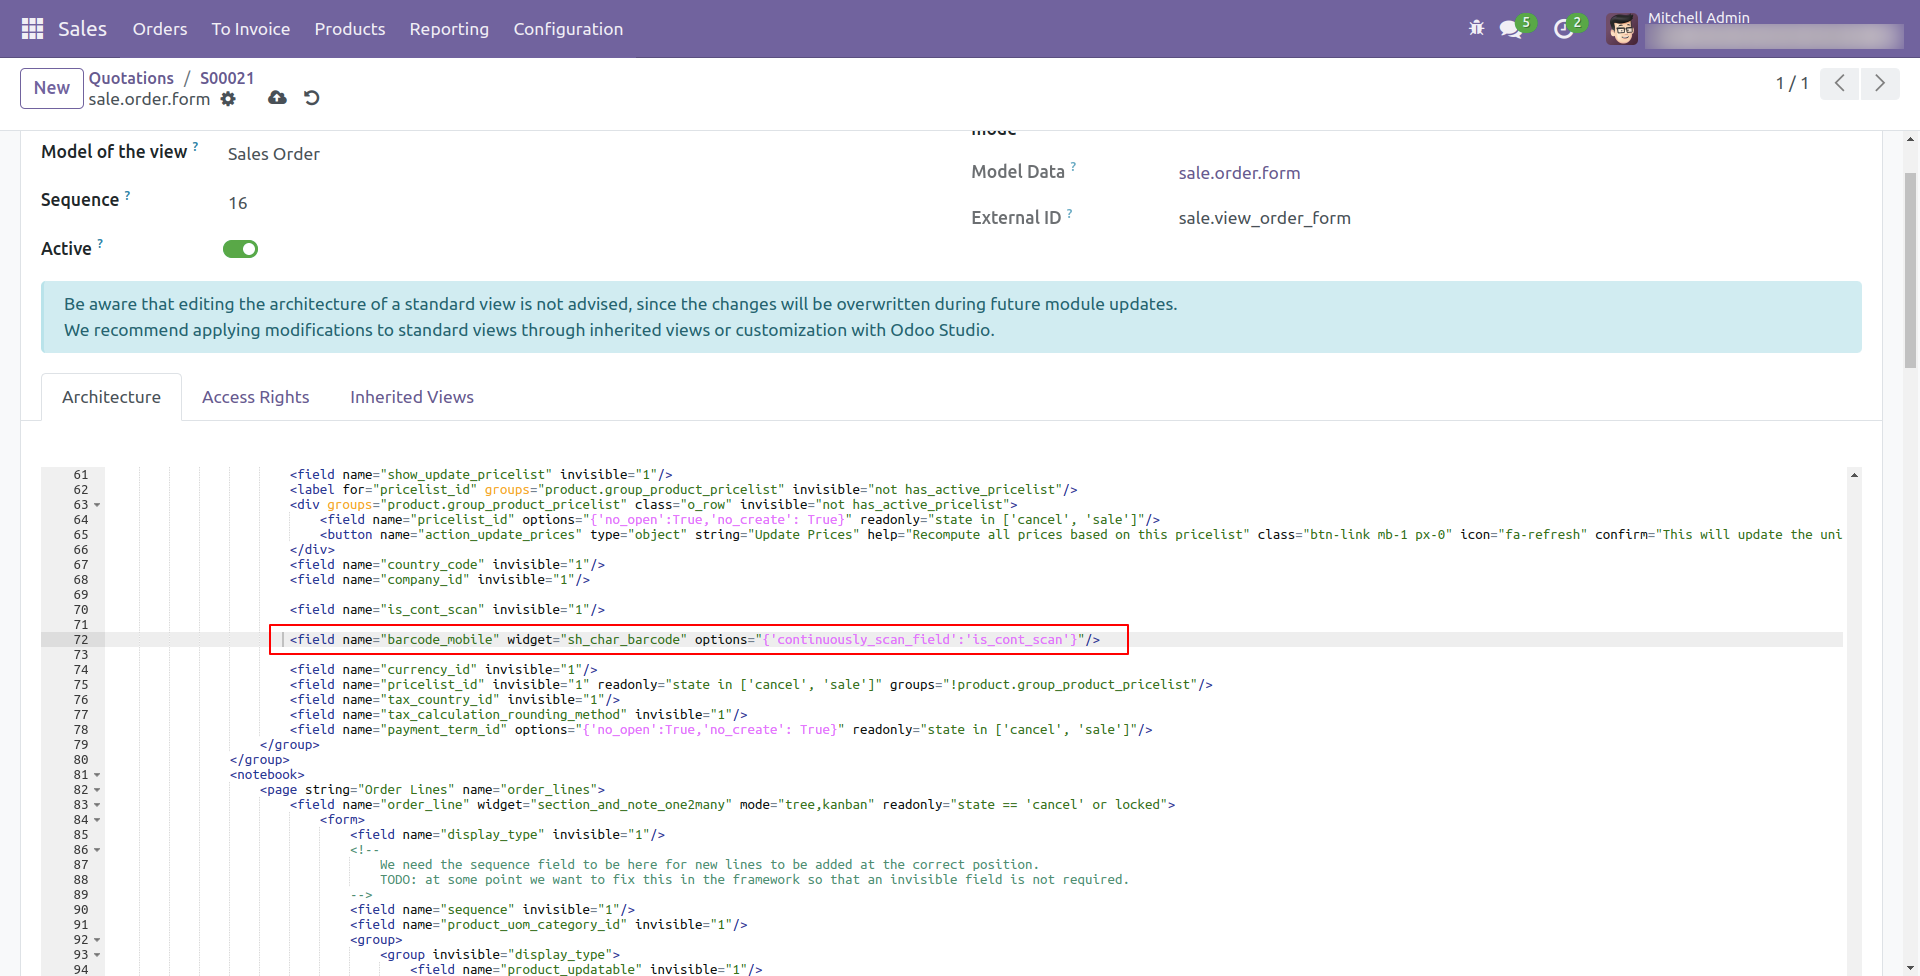 Sales Orders To Invoice Products Reporting Configuration 5 2 Mitchell Admin
New Quotations / S00021
sale.order.form
1 / 1
Model of the view ? Sales Order
Sequence ? 16
Active ?
mode
Model Data ? sale.order.form
External ID ? sale.view_order_form
Be aware that editing the architecture of a standard view is not advised, since the changes will be overwritten during future module updates.
We recommend applying modifications to standard views through inherited views or customization with Odoo Studio.
Architecture Access Rights Inherited Views
61 <field name="show_update_pricelist" invisible="1"/>
62 <label for="pricelist_id" groups="product.group_product_pricelist" invisible="not has_active_pricelist"/>
63 <div groups="product.group_product_pricelist" class="o_row" invisible="not has_active_pricelist">
64 <field name="pricelist_id" options="{'no_open':True,'no_create': True}" readonly="state in ['cancel', 'sale']"/>
65 <button name="action_update_prices" type="object" string="Update Prices" help="Recompute all prices based on this pricelist" class="btn-link mb-1 px-0" icon="fa-refresh" confirm="This will update the uni
66 </div>
67 <field name="country_code" invisible="1"/>
68 <field name="company_id" invisible="1"/>
69
70 <field name="is_cont_scan" invisible="1"/>
71
72 <field name="barcode_mobile" widget="sh_char_barcode" options="{'continuously_scan_field':'is_cont_scan'}"/>
73
74 <field name="currency_id" invisible="1"/>
75 <field name="pricelist_id" invisible="1" readonly="state in ['cancel', 'sale']" groups="!product.group_product_pricelist"/>
76 <field name="tax_country_id" invisible="1"/>
77 <field name="tax_calculation_rounding_method" invisible="1"/>
78 <field name="payment_term_id" options="{'no_open':True,'no_create': True}" readonly="state in ['cancel', 'sale']"/>
79 </group>
80 </group>
81 <notebook>
82 <page string="Order Lines" name="order_lines">
83 <field name="order_line" widget="section_and_note_one2many" mode="tree,kanban" readonly="state == 'cancel' or locked">
84 <form>
85 <field name="display_type" invisible="1"/>
86 <!--
87 We need the sequence field to be here for new lines to be added at the correct position.
88 TODO: at some point we want to fix this in the framework so that an invisible field is not required.
89 -->
90 <field name="sequence" invisible="1"/>
91 <field name="product_uom_category_id" invisible="1"/>
92 <group>
93 <group invisible="display_type">
94 <field name="product_updatable" invisible="1"/>